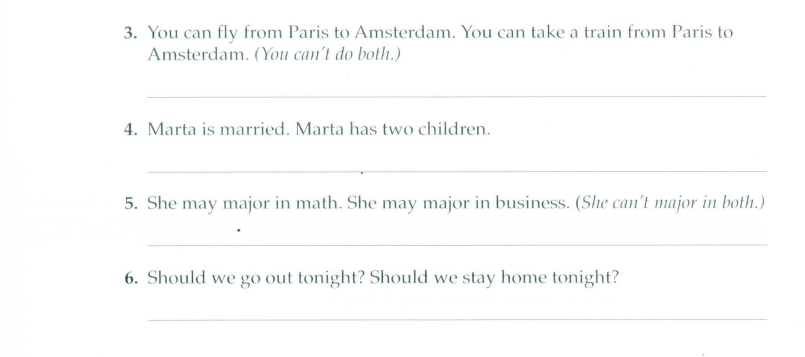 3. You can fly from Paris to Amsterdam. You can take a train from Paris to
Amsterdam. (You can't do both.)
4. Marta is married. Marta has two children.
5. She may major in math. She may major in business. (She can't major in both.)
6. Should we go out tonight? Should we stay home tonight?